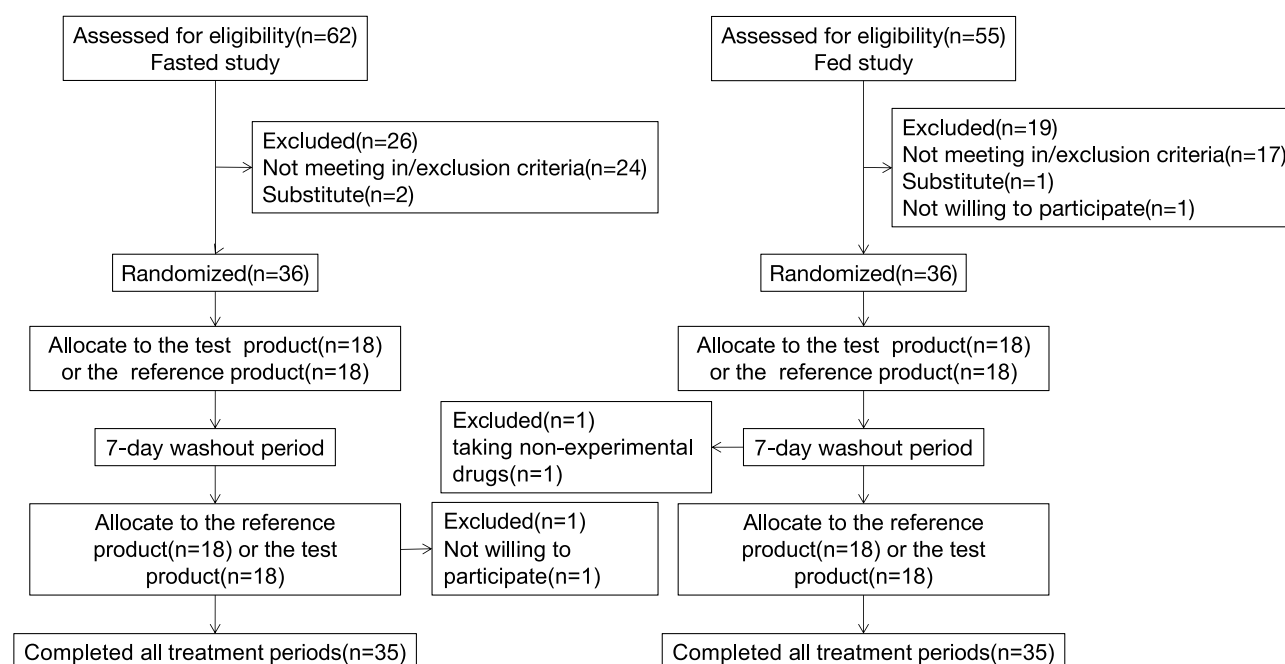 Assessed for eligibility(n=62)
Fasted study
Excluded(n=26)
Not meeting in/exclusion criteria(n=24)
Substitute(n=2)
Randomized(n=36)
Allocate to the test product(n=18)
or the reference product(n=18)
7-day washout period
Allocate to the reference
product(n=18) or the test
product(n=18)
Excluded(n=1)
Not willing to
participate(n=1)
Completed all treatment periods(n=35)
Assessed for eligibility(n=55)
Fed study
Excluded(n=19)
Not meeting in/exclusion criteria(n=17)
Substitute(n=1)
Not willing to participate(n=1)
Randomized(n=36)
Allocate to the test product(n=18)
or the reference product(n=18)
7-day washout period
Excluded(n=1)
taking non-experimental
drugs(n=1)
Allocate to the reference
product(n=18) or the test
product(n=18)
Completed all treatment periods(n=35)